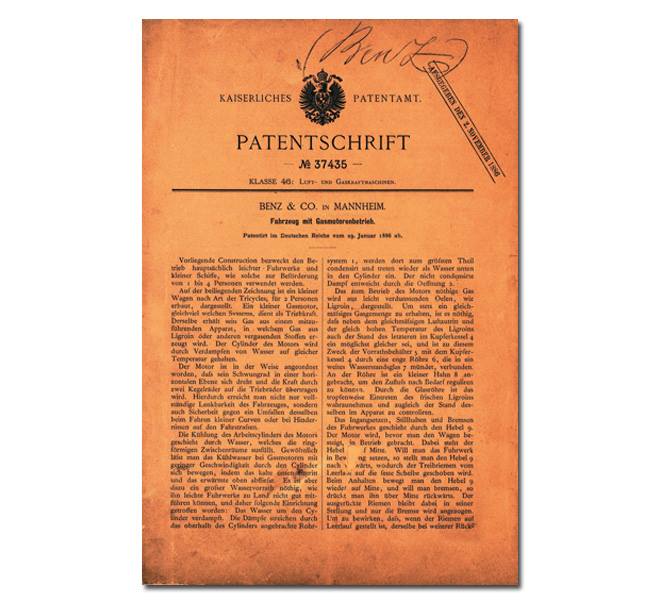 Benz
KAISERLICHES PATENTAMT.
AUSGEGEBEN DEN 2. NOVEMBER 1886
PATENTSCHRIFT
— № 37435 —
KLASSE 46: LUFT- UND GASKRAFTMASCHINEN.
BENZ & CO. IN MANNHEIM.
Fahrzeug mit Gasmotorenbetrieb.
Patentirt im Deutschen Reiche vom 29. Januar 1886 ab.
Vorliegende Construction bezweckt den Be-
trieb hauptsächlich leichter Fuhrwerke und
kleiner Schiffe, wie solche zur Beförderung
von 1 bis 4 Personen verwendet werden.
Auf der beiliegenden Zeichnung ist ein kleiner
Wagen nach Art der Tricycles, für 2 Personen
erbaut, dargestellt. Ein kleiner Gasmotor,
gleichviel welchen Systems, dient als Triebkraft.
Derselbe erhält sein Gas aus einem mitzu-
führenden Apparat, in welchem Gas aus
Ligroin oder anderen vergasenden Stoffen er-
zeugt wird. Der Cylinder des Motors wird
durch Verdampfen von Wasser auf gleicher
Temperatur gehalten.
Der Motor ist in der Weise angeordnet
worden, daß sein Schwungrad in einer hori-
zontalen Ebene sich dreht und die Kraft durch
zwei Kegelräder auf die Triebräder übertragen
wird. Hierdurch erreicht man nicht nur voll-
ständige Lenkbarkeit des Fahrzeuges, sondern
auch Sicherheit gegen ein Umfallen desselben
beim Fahren kleiner Curven oder bei Hinder-
nissen auf den Fahrstraßen.
Die Kühlung des Arbeitcylinders des Motors
geschieht durch Wasser, welches die ring-
förmigen Zwischenräume ausfüllt. Gewöhnlich
läßt man das Kühlwasser bei Gasmotoren mit
geringer Geschwindigkeit durch den Cylinder
sich bewegen, indem das kalte unten eintritt
und das erwärmte oben abfließt. Es ist aber
dazu ein großer Wasservorrath nöthig, wie
ihn leichte Fuhrwerke zu Land nicht gut mit-
führen können, und daher folgende Einrichtung
getroffen worden: Das Wasser um den Cy-
linder verdampft. Die Dämpfe streichen durch
das oberhalb des Cylinders angebrachte Rohr-
system 1, werden dort zum größten Theil
condensirt und treten wieder als Wasser unten
in den Cylinder ein. Der nicht condensirte
Dampf entweicht durch die Oeffnung 2.
Das zum Betrieb des Motors nöthige Gas
wird aus leicht verdunstenden Oelen, wie
Ligroin, dargestellt. Um stets ein gleich-
mäßiges Gasgemenge zu erhalten, ist es nöthig,
daß neben dem gleichmäßigen Luftzutritt und
der gleich hohen Temperatur des Ligroins
auch der Stand des letzteren im Kupferkessel 4
ein möglichst gleicher sei, und ist zu diesem
Zweck der Vorrathsbehälter 5 mit dem Kupfer-
kessel 4 durch eine enge Röhre 6, die in ein
weites Wasserstandsglas 7 mündet, verbunden.
An der Röhre ist ein kleiner Hahn 8 an-
gebracht, um den Zufluß nach Bedarf reguliren
zu können. Durch die Glasröhre ist das
tropfenweise Eintreten des frischen Ligroins
wahrzunehmen und zugleich der Stand des-
selben im Apparat zu controliren.
Das Ingangsetzen, Stillhalten und Bremsen
des Fuhrwerkes geschieht durch den Hebel 9.
Der Motor wird, bevor man den Wagen be-
steigt, in Betrieb gebracht. Dabei steht der
Hebel auf Mitte. Will man das Fuhrwerk
in Bewegung setzen, so stellt man den Hebel 9
nach vorwärts, wodurch der Treibriemen vom
Leerlauf auf die feste Scheibe geschoben wird.
Beim Anhalten bewegt man den Hebel 9
wieder auf Mitte, und will man bremsen, so
drückt man ihn über Mitte rückwärts. Der
ausgerückte Riemen bleibt dabei in seiner
Stellung und nur die Bremse wird angezogen.
Um zu bewirken, daß, wenn der Riemen auf
Leerlauf gestellt ist, derselbe bei weiterer Rück-